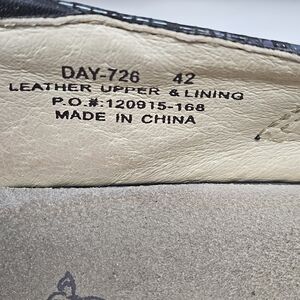 DAY-726 42
LEATHER UPPER & LINING
P.O.#:120915-168
MADE IN CHINA